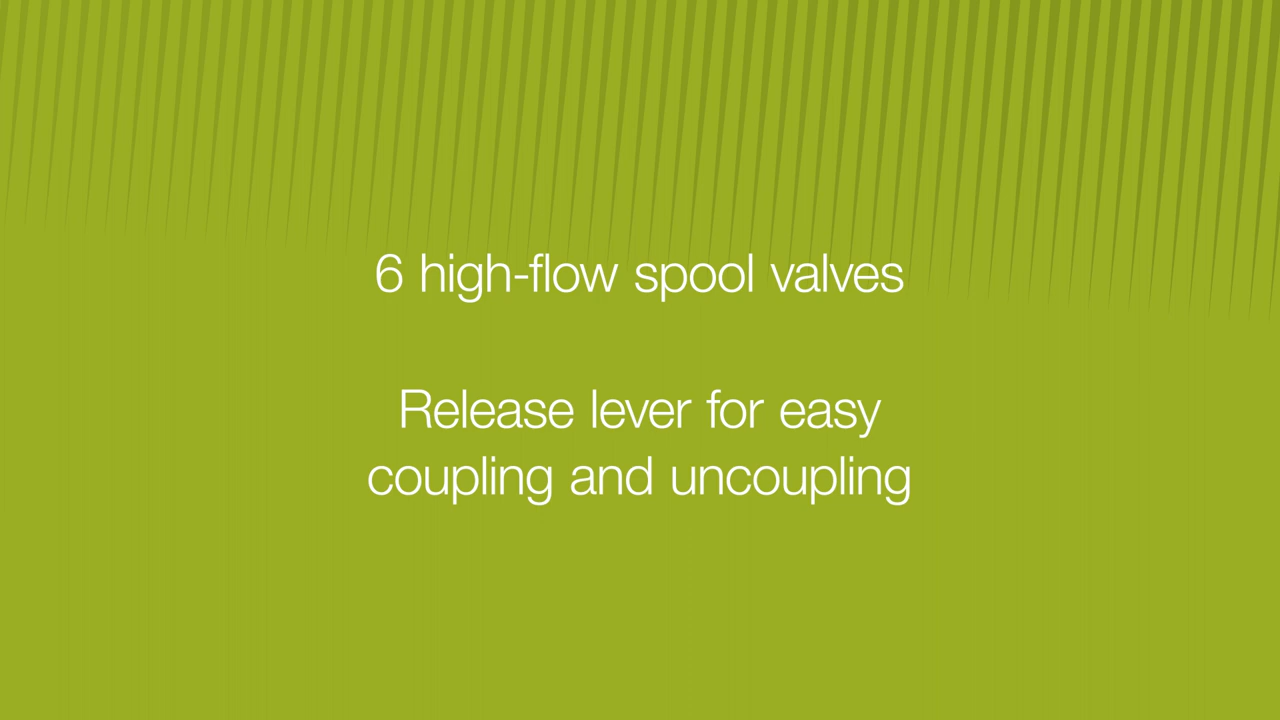 6 high-flow spool valves
Release lever for easy
coupling and uncoupling